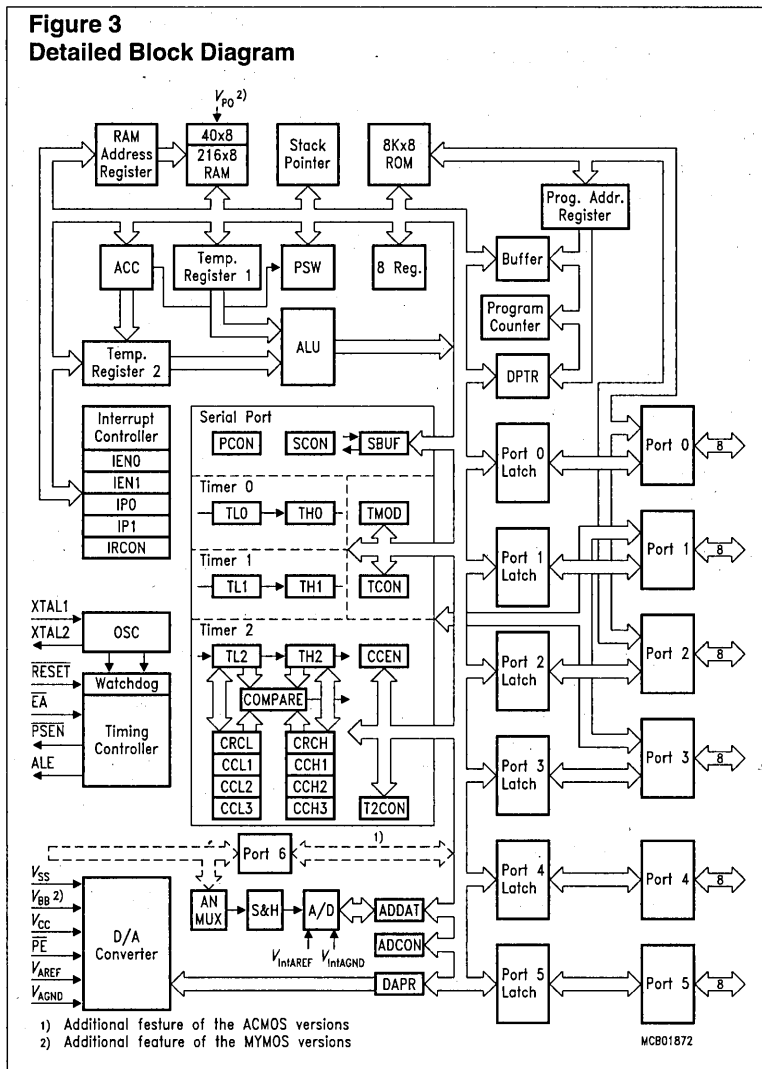 Figure 3
Detailed Block Diagram
VPO 2)
RAM
Address
Register
40x8
216x8
RAM
Stack
Pointer
8Kx8
ROM
Prog. Addr.
Register
ACC
Temp.
Register 1
PSW
8 Reg.
Buffer
Program
Counter
Temp.
Register 2
ALU
DPTR
Interrupt
Controller
IEN0
IEN1
IP0
IP1
IRCON
Serial Port
PCON
SCON
SBUF
Timer 0
TL0
TH0
TMOD
Timer 1
TL1
TH1
TCON
Timer 2
TL2
TH2
CCEN
COMPARE
CRCL
CCL1
CCL2
CCL3
CRCH
CCH1
CCH2
CCH3
T2CON
Port 0
Latch
Port 0
8
Port 1
Latch
Port 1
8
Port 2
Latch
Port 2
8
Port 3
Latch
Port 3
8
Port 4
Latch
Port 4
8
Port 5
Latch
Port 5
8
XTAL1
XTAL2
RESET
EA
PSEN
ALE
OSC
Watchdog
Timing
Controller
Port 6
1)
VSS
VBB 2)
VCC
PE
VAREF
VAGND
D/A
Converter
AN
MUX
S&H
A/D
ADDAT
ADCON
VIntAREF
VIntAGND
DAPR
1) Additional festure of the ACMOS versions
2) Additional feature of the MYMOS versions
MCB01872